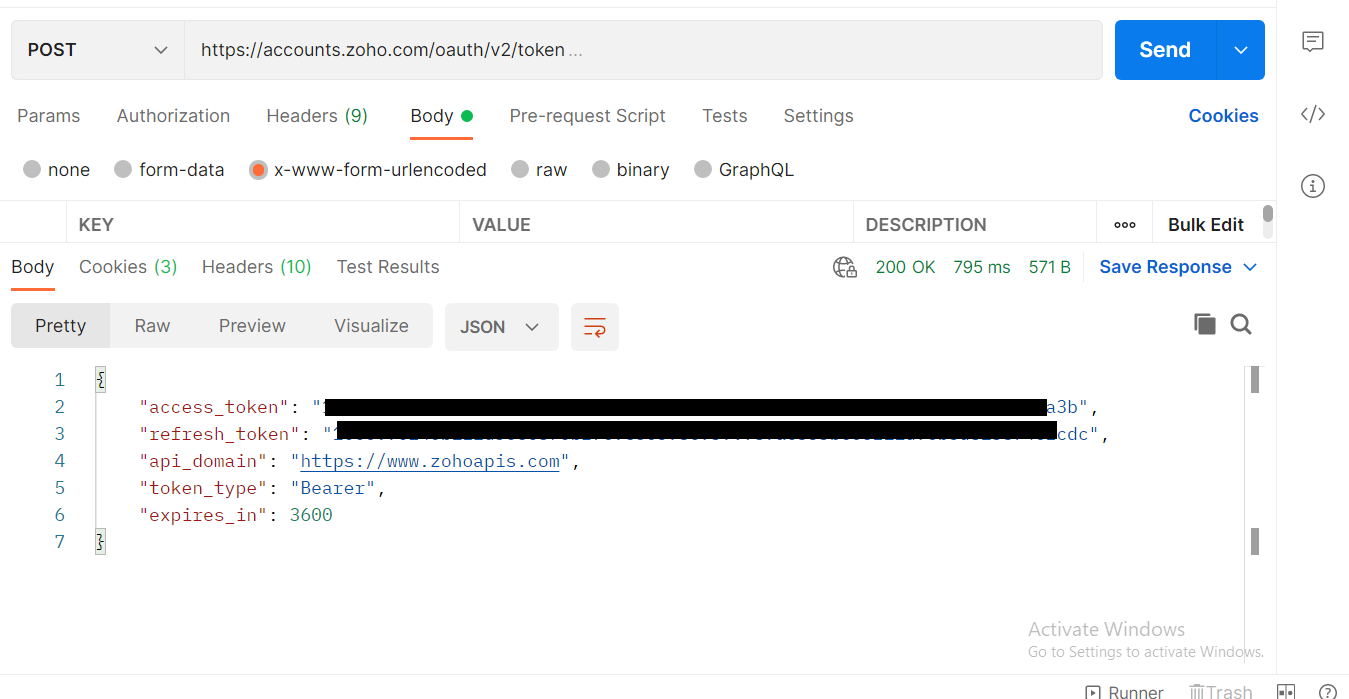 POST
https://accounts.zoho.com/oauth/v2/token ...
Send
Params Authorization Headers (9) Body Pre-request Script Tests Settings Cookies
none form-data x-www-form-urlencoded raw binary GraphQL
KEY VALUE DESCRIPTION ooo Bulk Edit
Body Cookies (3) Headers (10) Test Results 200 OK 795 ms 571 B Save Response
Pretty Raw Preview Visualize JSON
1 {
2 "access_token": " a3b",
3 "refresh_token": " cdc",
4 "api_domain": "https://www.zohoapis.com",
5 "token_type": "Bearer",
6 "expires_in": 3600
7 }
Activate Windows
Go to Settings to activate Windows.
Runner Trash